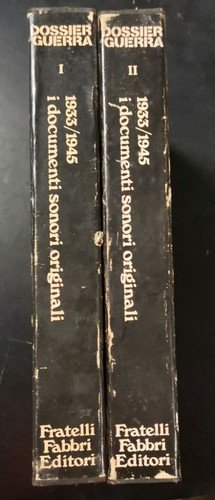 DOSSIER
GUERRA
I
1933/1945
i documenti sonori originali
Fratelli
Fabbri
Editori
DOSSIER
GUERRA
II
1933/1945
i documenti sonori originali
Fratelli
Fabbri
Editori